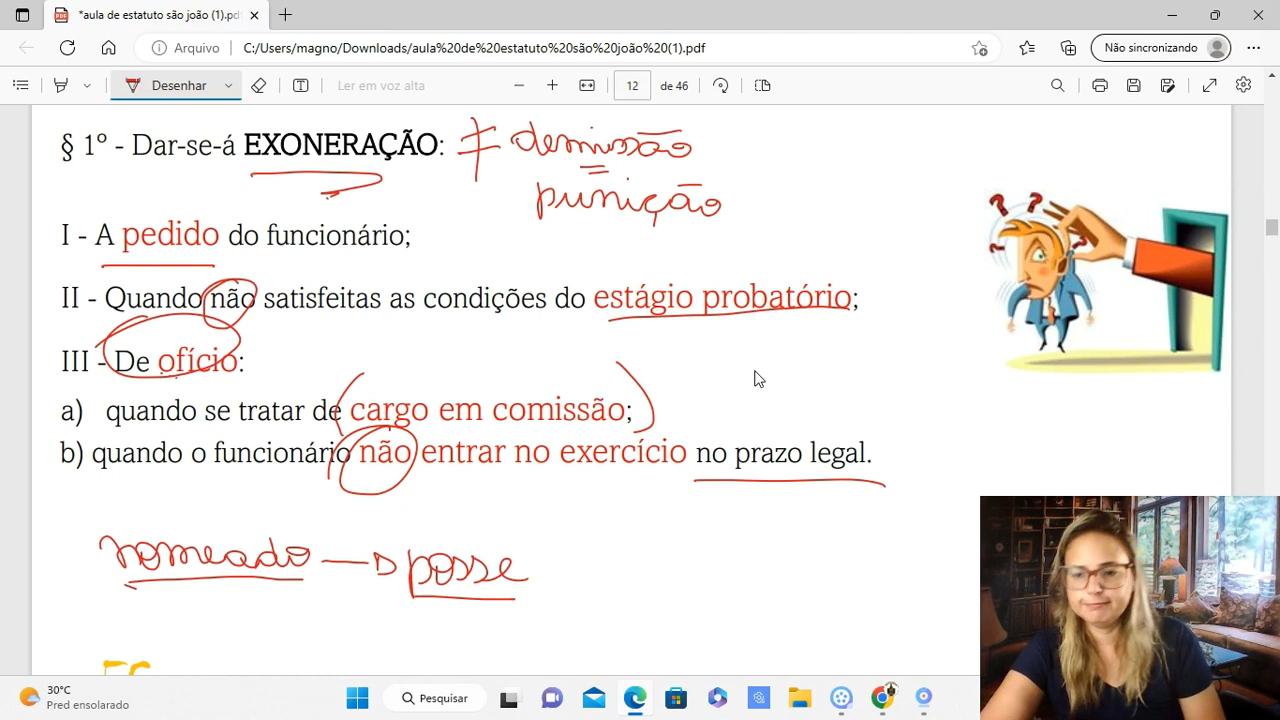 *aula de estatuto são joão (1).pdf
Arquivo C:/Users/magno/Downloads/aula%20de%20estatuto%20são%20joão%20(1).pdf Não sincronizando
Desenhar Ler em voz alta 12 de 46
§ 1º - Dar-se-á EXONERAÇÃO: ≠ demissão
punição
I - A pedido do funcionário;
II - Quando não satisfeitas as condições do estágio probatório;
III - De ofício:
a) quando se tratar de cargo em comissão;
b) quando o funcionário não entrar no exercício no prazo legal.
nomeado → posse
30°C
Pred ensolarado
Pesquisar